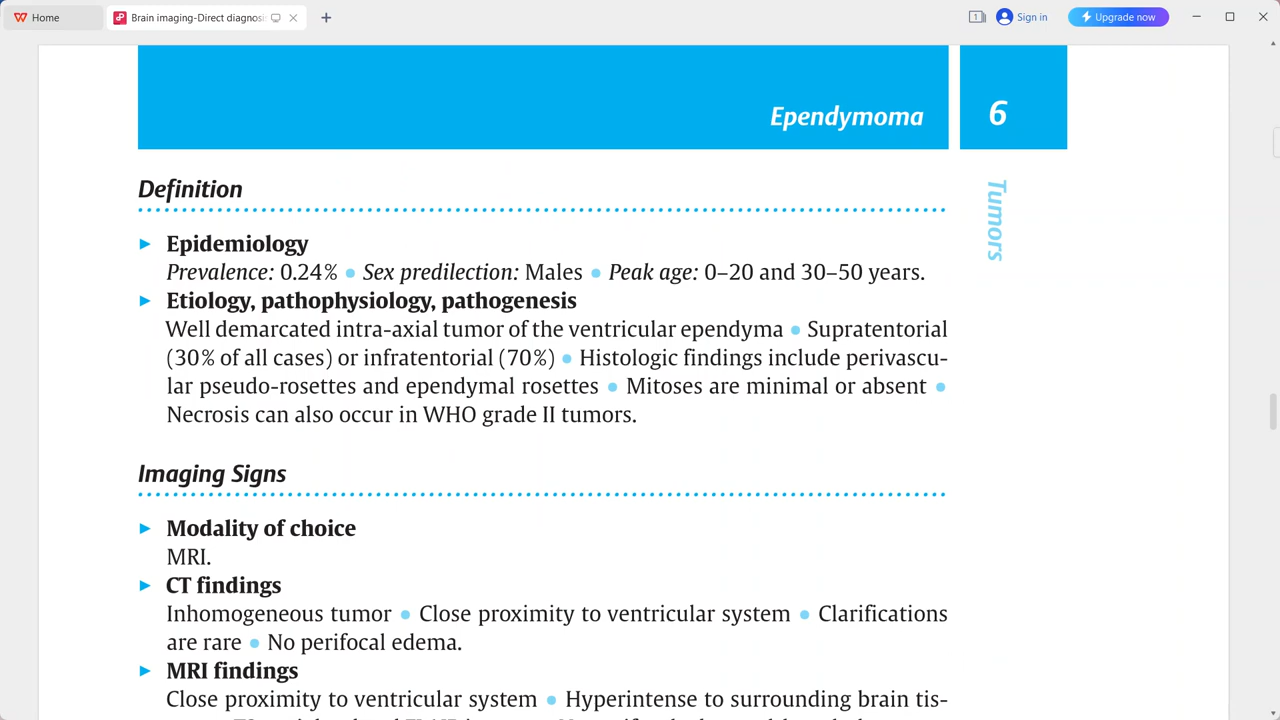 Home
Brain imaging-Direct diagnosi
Sign in
Upgrade now
Ependymoma
6
Tumors
Definition
► Epidemiology
Prevalence: 0.24% ● Sex predilection: Males ● Peak age: 0–20 and 30–50 years.
► Etiology, pathophysiology, pathogenesis
Well demarcated intra-axial tumor of the ventricular ependyma ● Supratentorial
(30% of all cases) or infratentorial (70%) ● Histologic findings include perivascu-
lar pseudo-rosettes and ependymal rosettes ● Mitoses are minimal or absent ●
Necrosis can also occur in WHO grade II tumors.
Imaging Signs
► Modality of choice
MRI.
► CT findings
Inhomogeneous tumor ● Close proximity to ventricular system ● Clarifications
are rare ● No perifocal edema.
► MRI findings
Close proximity to ventricular system ● Hyperintense to surrounding brain tis-